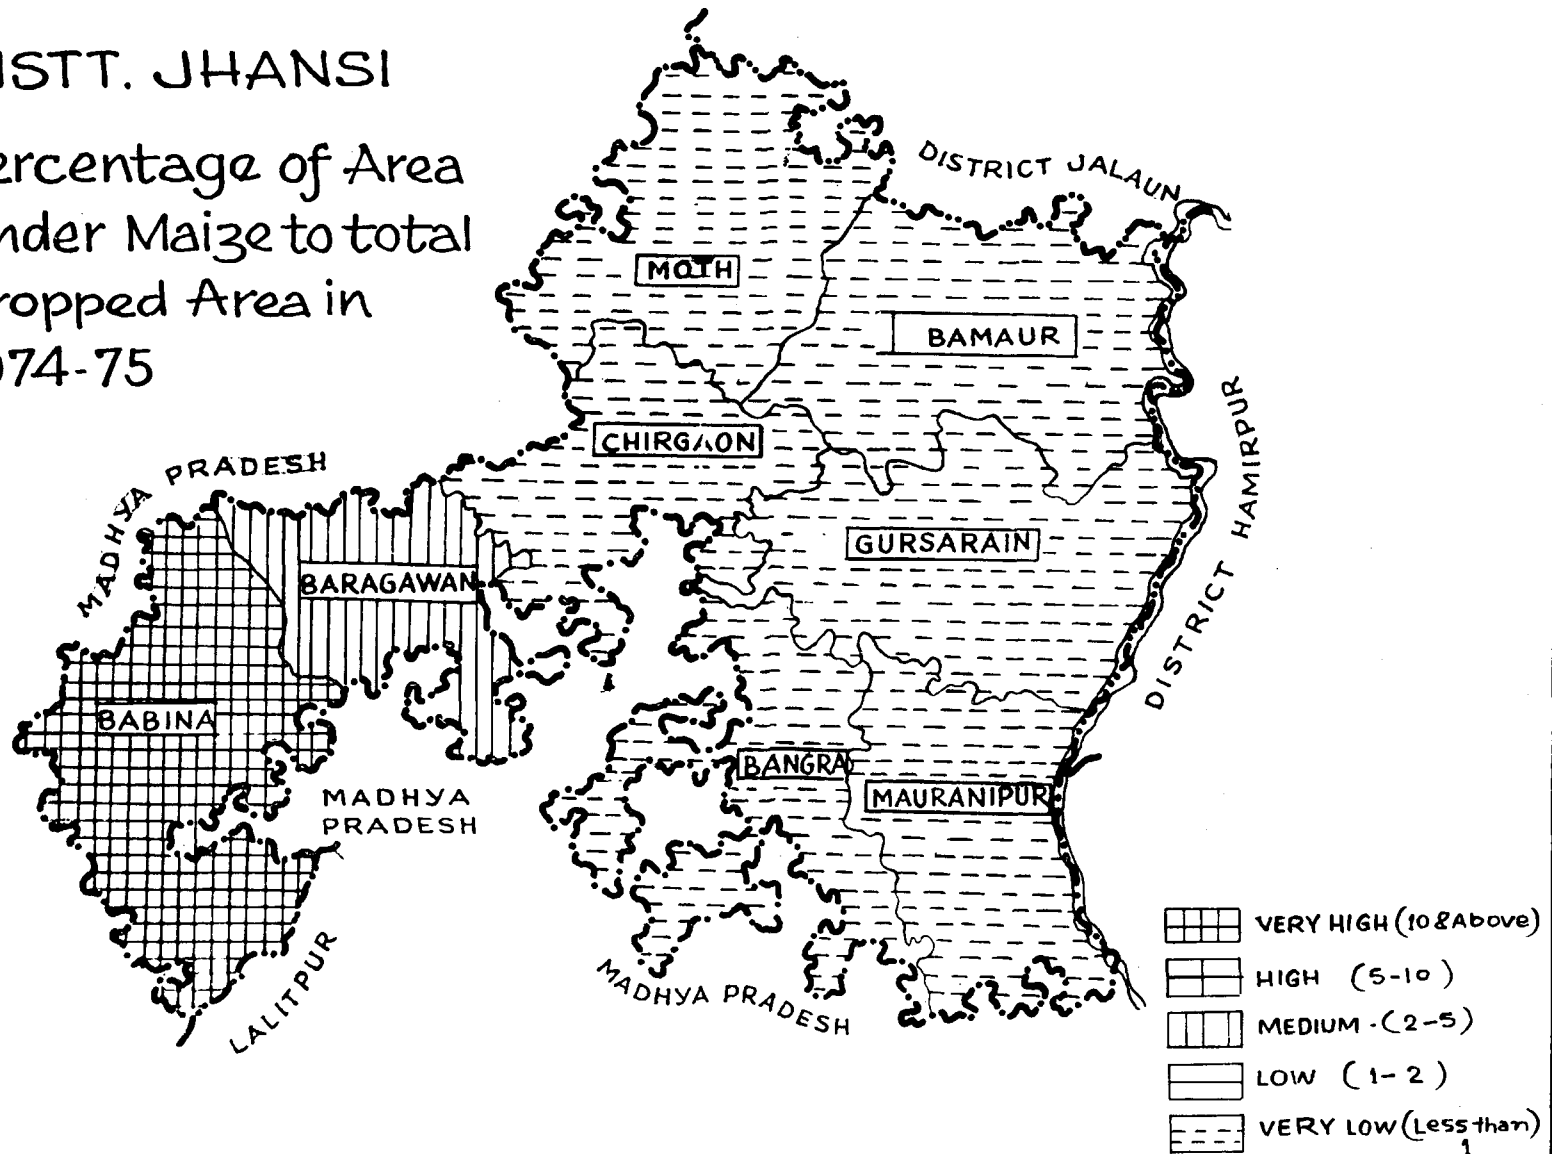 ISTT. JHANSI
ercentage of Area
nder Maize to total
ropped Area in
974-75
DISTRICT JALAUN
MOTH
BAMAUR
DISTRICT HAMIRPUR
CHIRGAON
MADHYA PRADESH
GURSARAIN
BARAGAWAN
BABINA
BANGRA
MAURANIPUR
MADHYA
PRADESH
LALITPUR
MADHYA PRADESH
VERY HIGH (10 & Above)
HIGH (5-10)
MEDIUM - (2-5)
LOW (1-2)
VERY LOW (Less than)
1